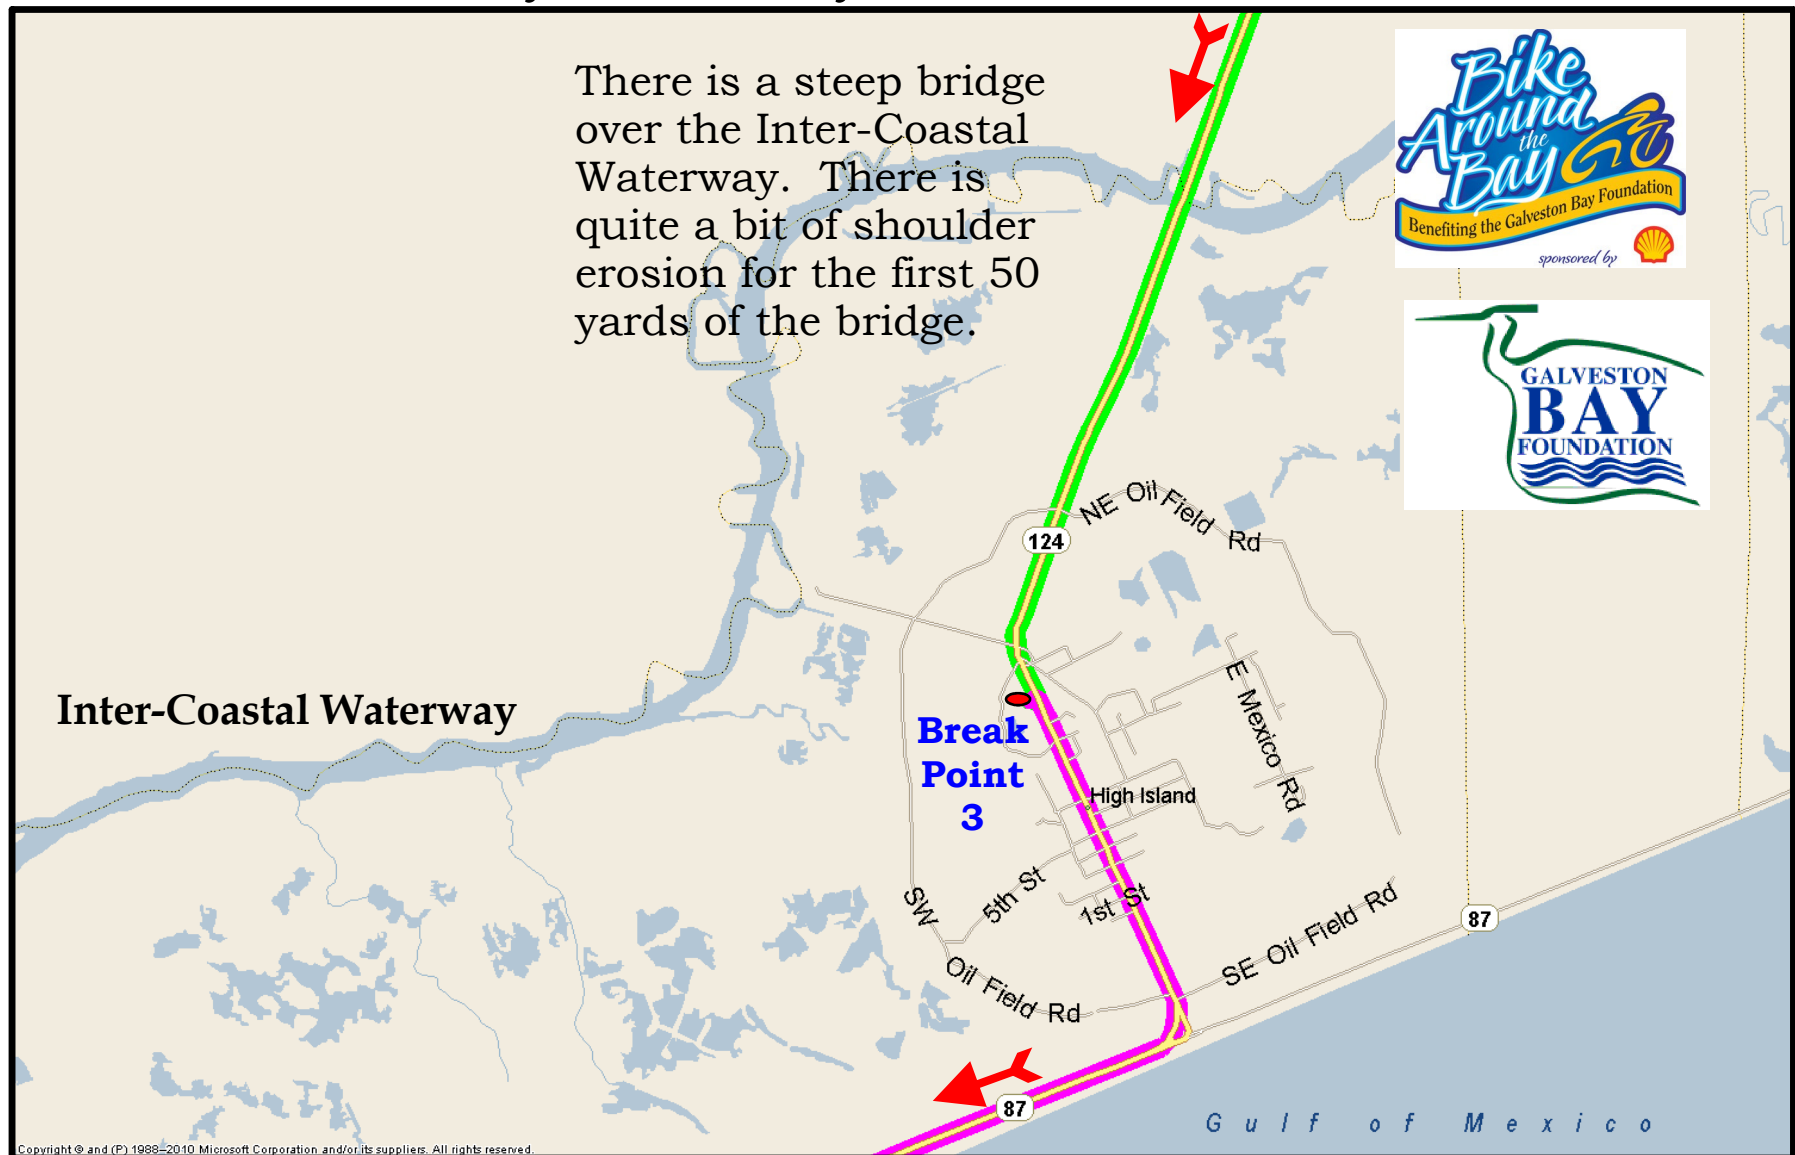 There is a steep bridge
over the Inter-Coastal
Waterway.  There is
quite a bit of shoulder
erosion for the first 50
yards of the bridge.
Bike
Around
the
Bay
Benefiting the Galveston Bay Foundation
sponsored by
GALVESTON
BAY
FOUNDATION
NE Oil Field Rd
124
E Mexico Rd
Inter-Coastal Waterway
Break
Point
3
High Island
5th St
1st St
SW Oil Field Rd
SE Oil Field Rd
87
87
Gulf of Mexico
Copyright © and (P) 1988–2010 Microsoft Corporation and/or its suppliers. All rights reserved.